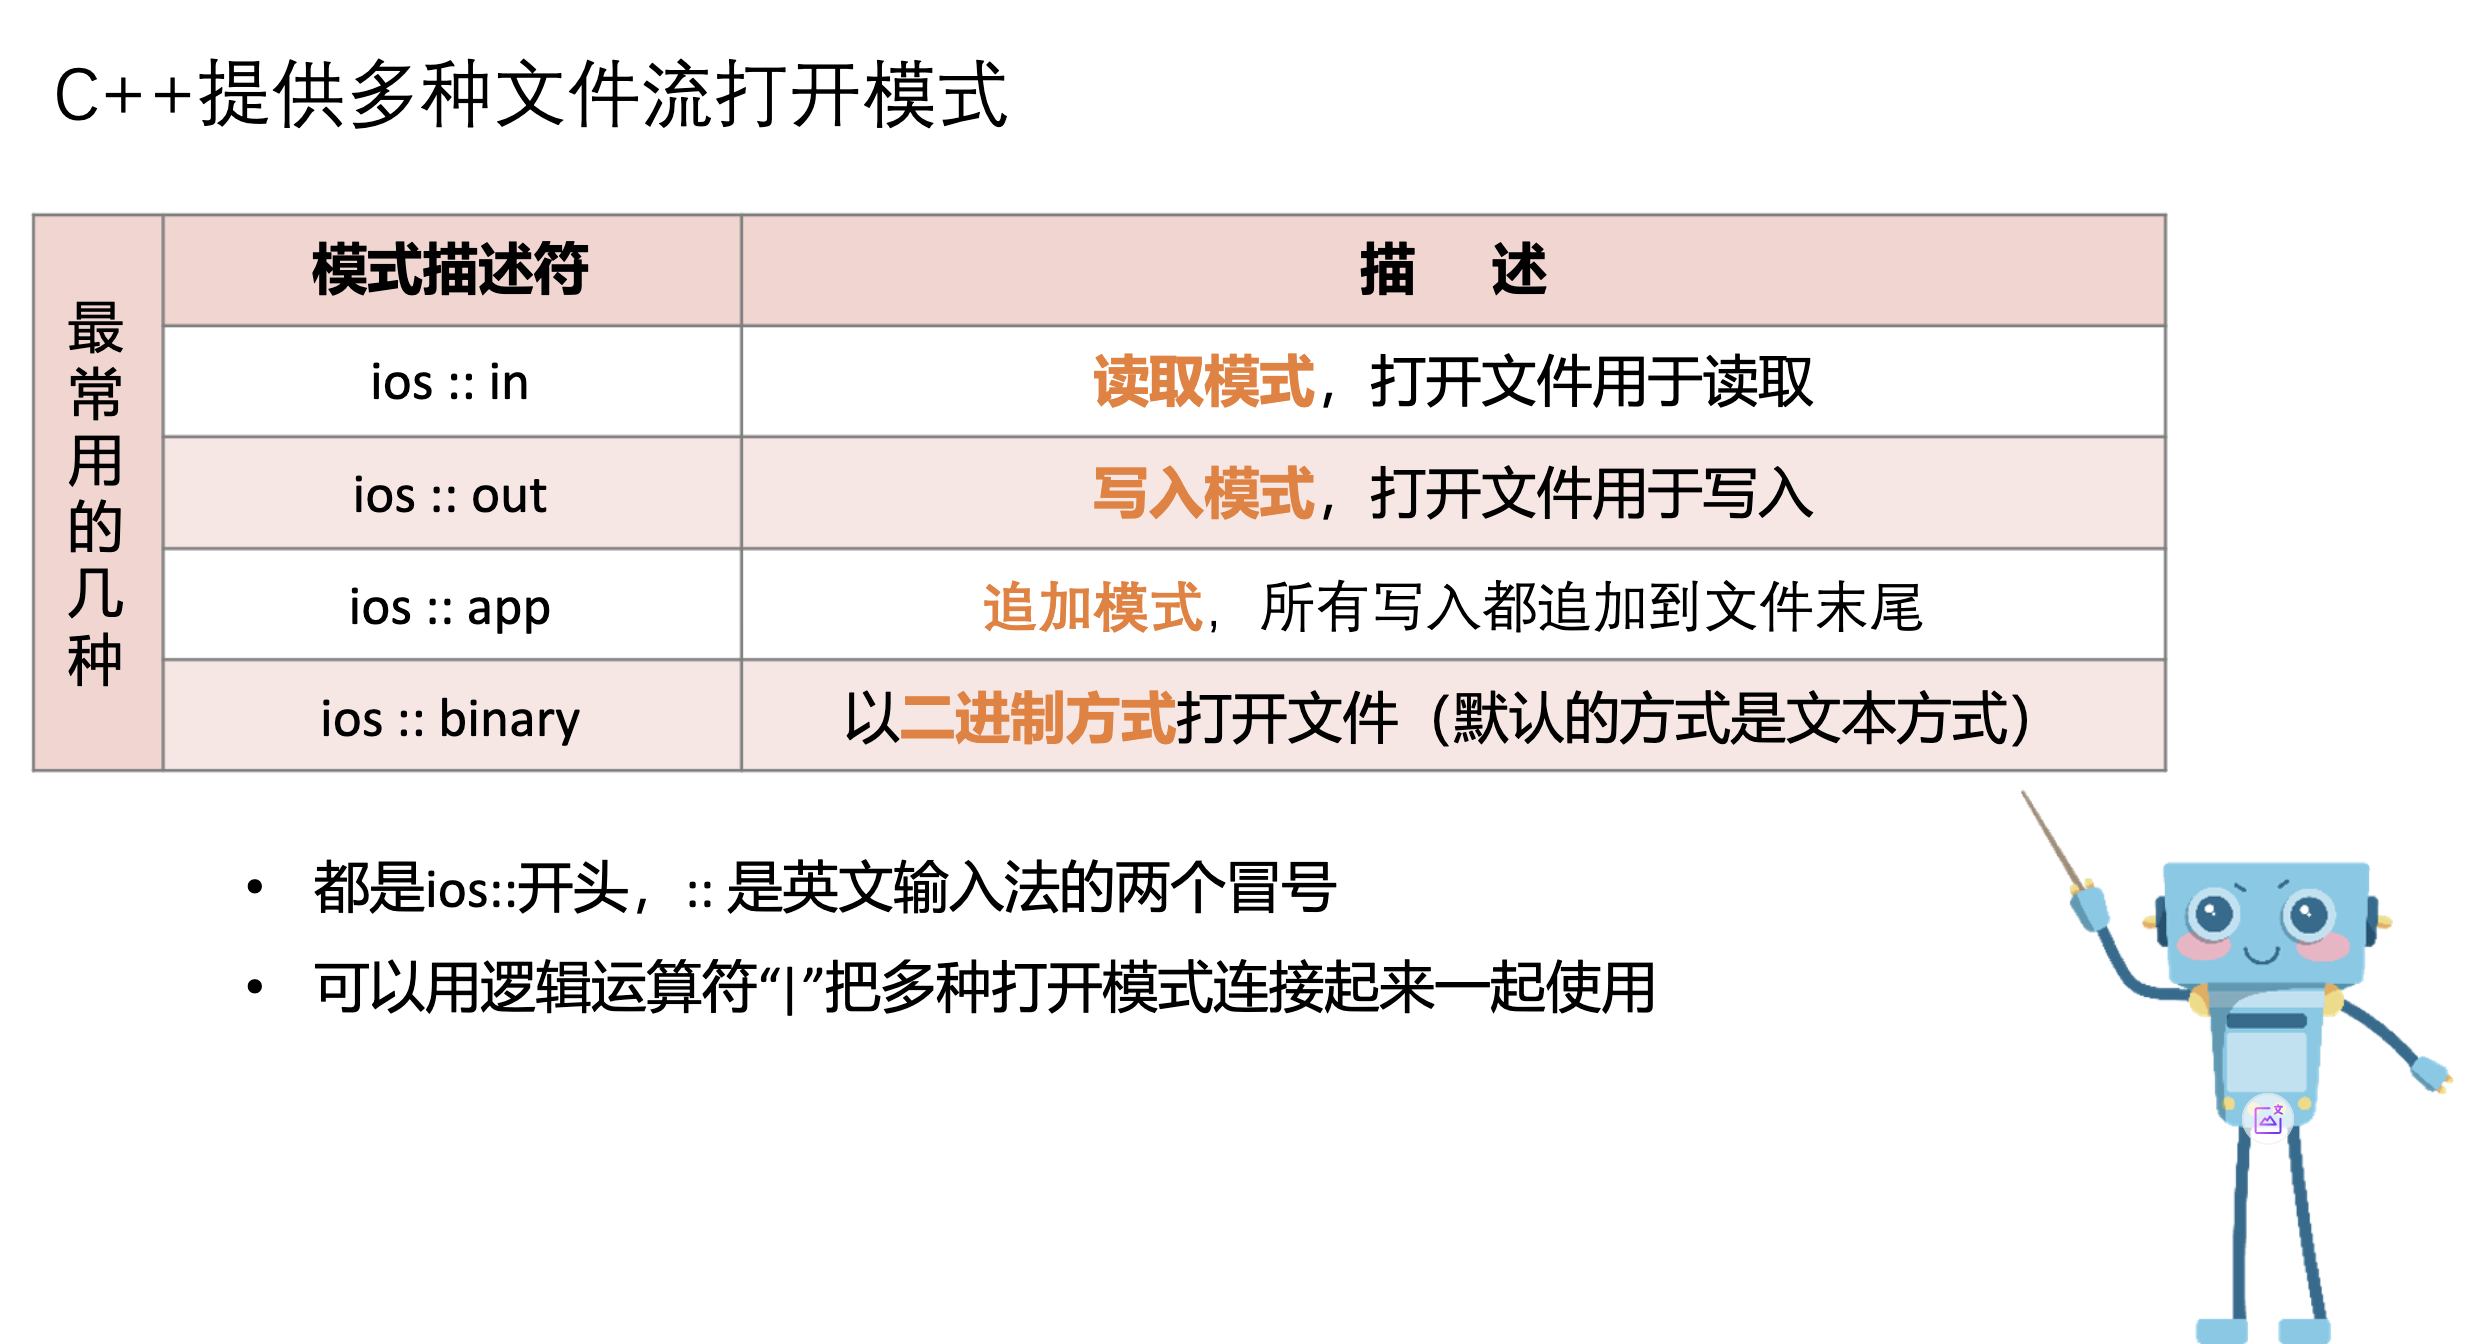 C++提供多种文件流打开模式
最常用的几种
模式描述符 描 述
ios :: in 读取模式，打开文件用于读取
ios :: out 写入模式，打开文件用于写入
ios :: app 追加模式，所有写入都追加到文件末尾
ios :: binary 以二进制方式打开文件（默认的方式是文本方式）
• 都是ios::开头，:: 是英文输入法的两个冒号
• 可以用逻辑运算符“|”把多种打开模式连接起来一起使用